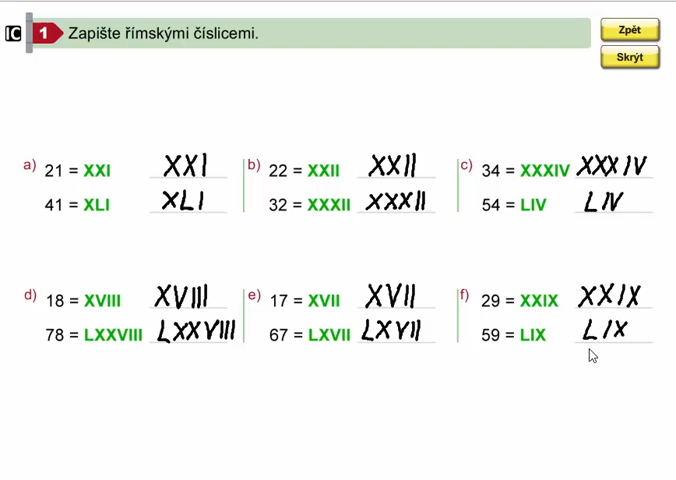 1 Zapište římskými číslicemi.
Zpět
Skrýt
a) 21 = XXI XXI b) 22 = XXII XXII c) 34 = XXXIV XXXIV
41 = XLI XLI 32 = XXXII XXXII 54 = LIV LIV
d) 18 = XVIII XVIII e) 17 = XVII XVII f) 29 = XXIX XXIX
78 = LXXVIII LXXVIII 67 = LXVII LXVII 59 = LIX LIX